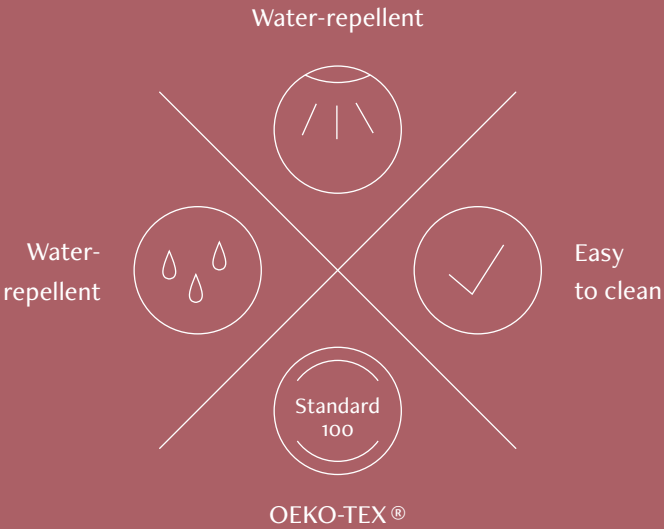 Water-repellent
Water-
repellent
Easy
to clean
Standard
100
OEKO-TEX ®